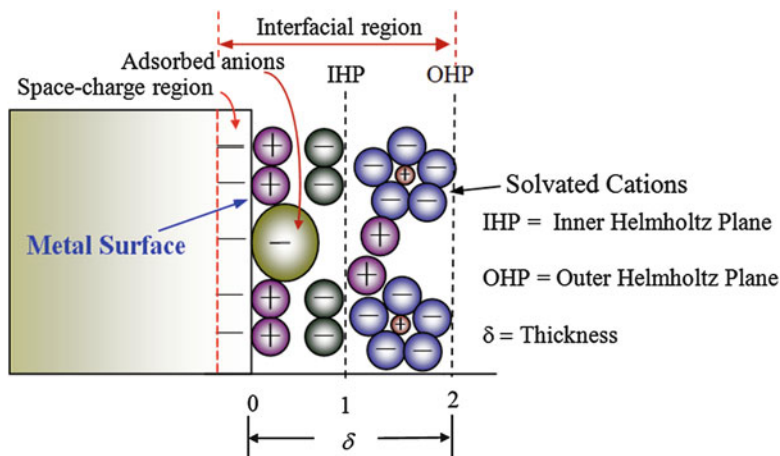 Interfacial region
Adsorbed anions
IHP
OHP
Space-charge region
Solvated Cations
IHP = Inner Helmholtz Plane
Metal Surface
OHP = Outer Helmholtz Plane
δ = Thickness
0
1
2
δ